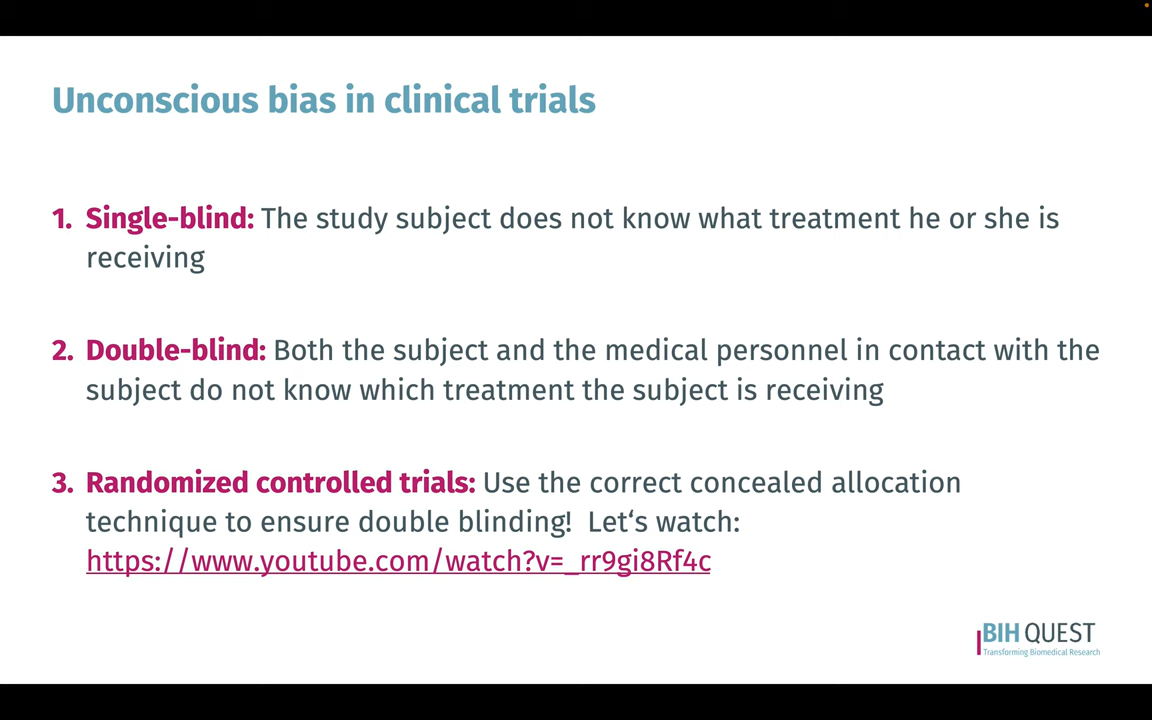 Unconscious bias in clinical trials
1. Single-blind: The study subject does not know what treatment he or she is
receiving
2. Double-blind: Both the subject and the medical personnel in contact with the
subject do not know which treatment the subject is receiving
3. Randomized controlled trials: Use the correct concealed allocation
technique to ensure double blinding!  Let‘s watch:
https://www.youtube.com/watch?v=_rr9gi8Rf4c
BIH QUEST
Transforming Biomedical Research